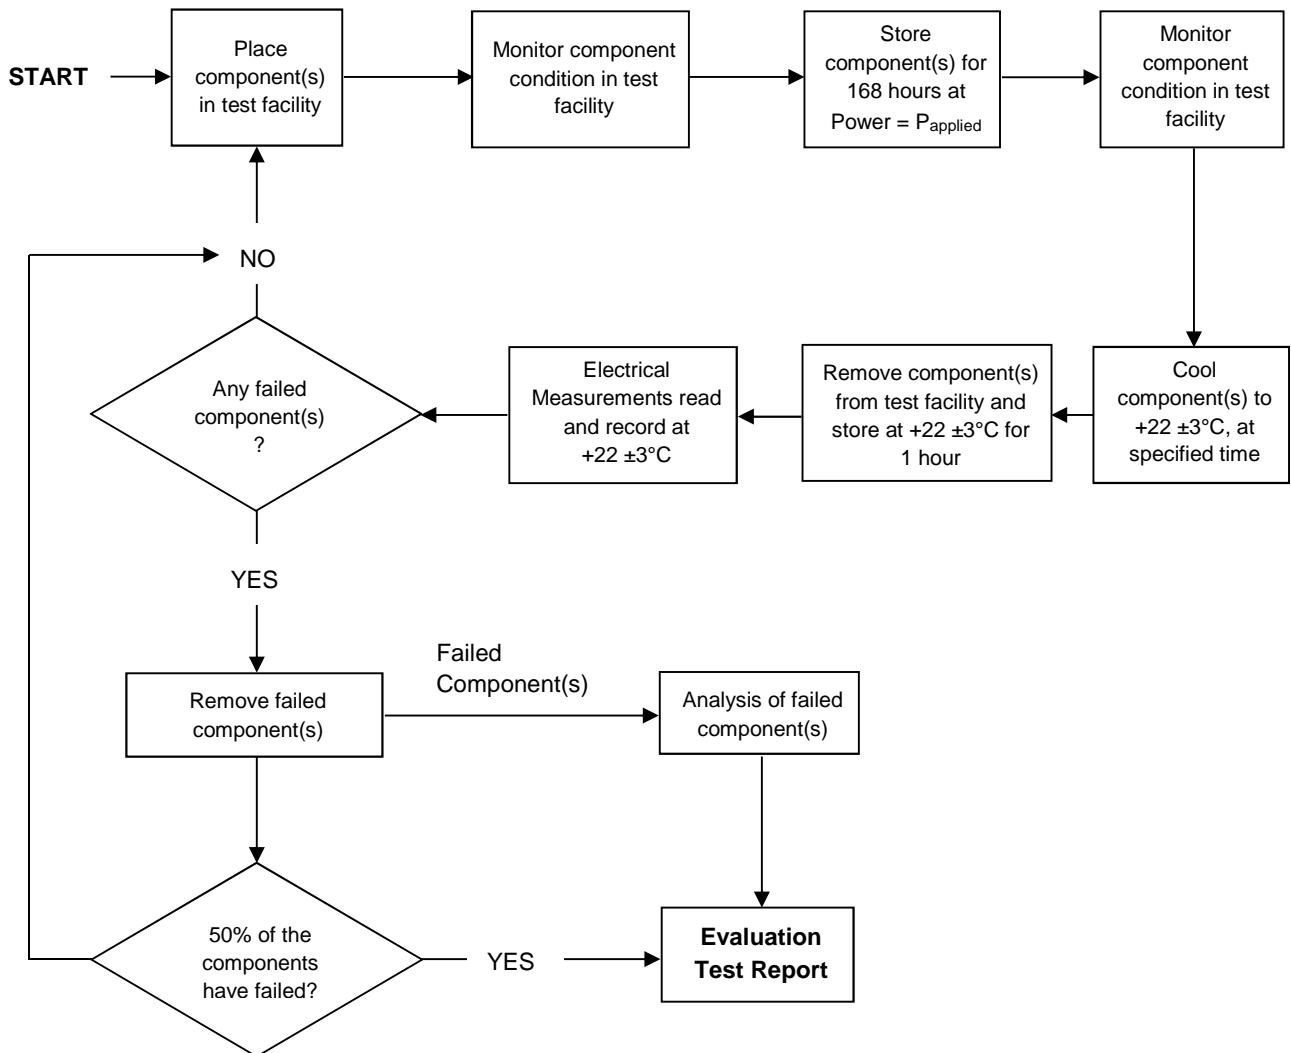 START
Place
component(s)
in test facility
Monitor component
condition in test
facility
Store
component(s) for
168 hours at
Power = Papplied
Monitor
component
condition in test
facility
NO
Any failed
component(s)
?
Electrical
Measurements read
and record at
+22 ±3°C
Remove component(s)
from test facility and
store at +22 ±3°C for
1 hour
Cool
component(s) to
+22 ±3°C, at
specified time
YES
Remove failed
component(s)
Failed
Component(s)
Analysis of failed
component(s)
50% of the
components
have failed?
YES
Evaluation
Test Report